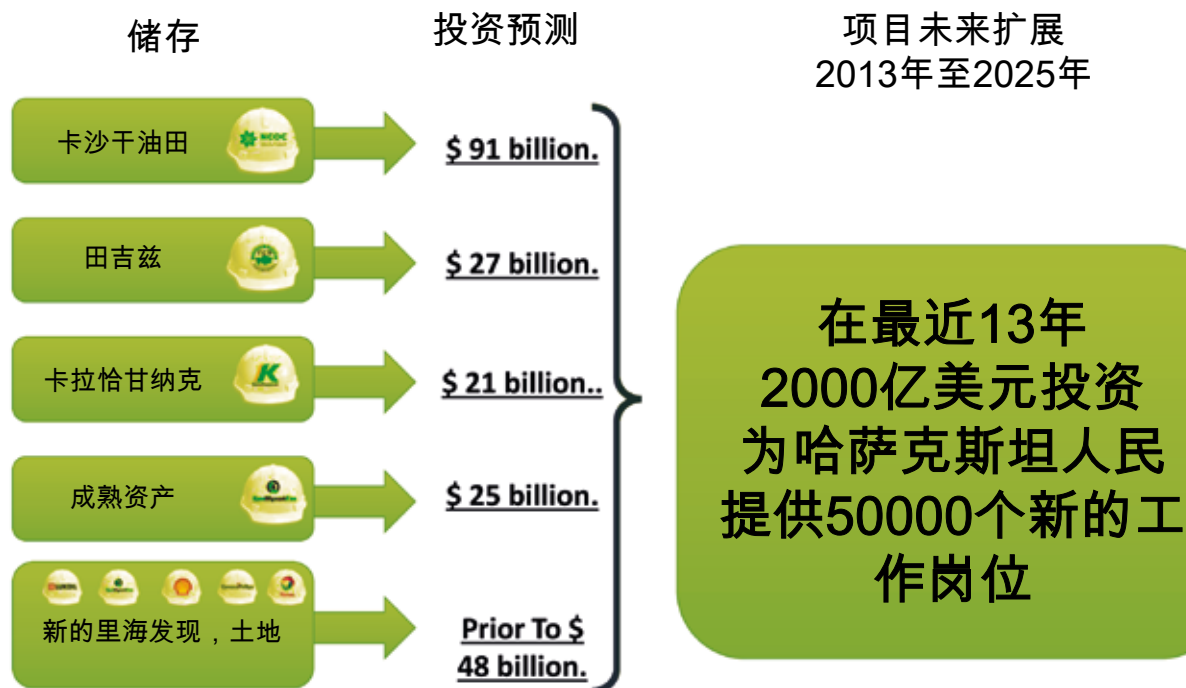 储存
投资预测
项目未来扩展
2013年至2025年
卡沙干油田
NCOC
$ 91 billion.
田吉兹
$ 27 billion.
卡拉恰甘纳克
K
$ 21 billion..
成熟资产
$ 25 billion.
新的里海发现，土地
Prior To $
48 billion.
在最近13年
2000亿美元投资
为哈萨克斯坦人民
提供50000个新的工
作岗位